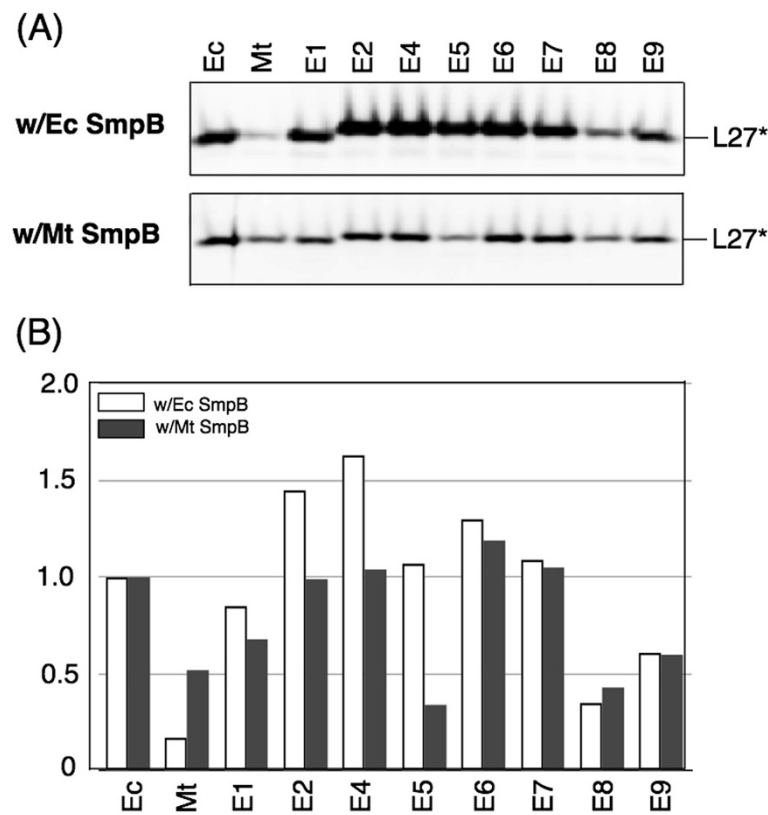 (A)
Ec Mt E1 E2 E4 E5 E6 E7 E8 E9
w/Ec SmpB L27*
w/Mt SmpB L27*
(B)
2.0
w/Ec SmpB
w/Mt SmpB
1.5
1.0
0.5
0
Ec Mt E1 E2 E4 E5 E6 E7 E8 E9